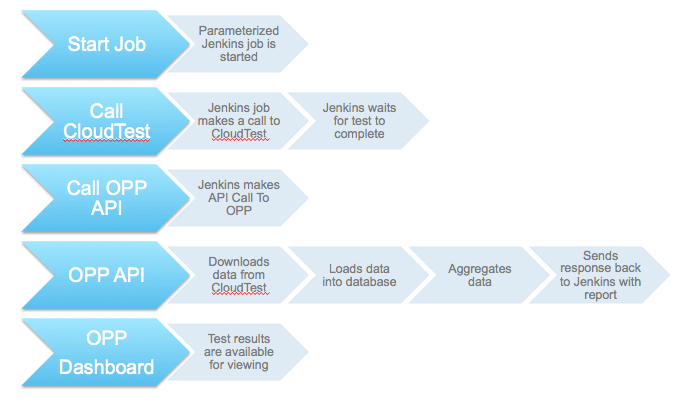 Start Job
Parameterized
Jenkins job is
started
Call
CloudTest
Jenkins job
makes a call to
CloudTest
Jenkins waits
for test to
complete
Call OPP
API
Jenkins makes
API Call To
OPP
OPP API
Downloads
data from
CloudTest
Loads data
into database
Aggregates
data
Sends
response back
to Jenkins with
report
OPP
Dashboard
Test results
are available
for viewing